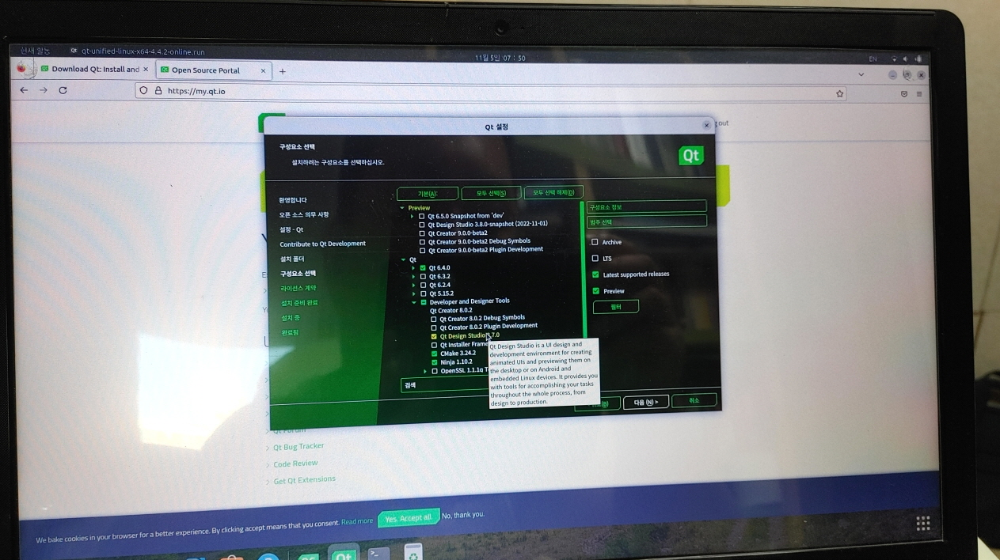 qt-unified-linux-x64-4.4.2-online.run
11월 5일 07 : 50
EN
Download Qt: Install and
Open Source Portal
https://my.qt.io
out
Qt 설정
구성요소 선택
설치하려는 구성요소를 선택하십시오.
Qt
환영합니다
오픈 소스 의무 사항
설정 - Qt
Contribute to Qt Development
설치 폴더
구성요소 선택
라이선스 계약
설치 준비 완료
설치 중
완료됨
기본(A):
모두 선택(S)
모두 선택 해제(D)
Preview
Qt 6.5.0 Snapshot from 'dev'
Qt Design Studio 3.8.0-snapshot (2022-11-01)
Qt Creator 9.0.0-beta2
Qt Creator 9.0.0-beta2 Debug Symbols
Qt Creator 9.0.0-beta2 Plugin Development
Qt
Qt 6.4.0
Qt 6.3.2
Qt 6.2.4
Qt 5.15.2
Developer and Designer Tools
Qt Creator 8.0.2
Qt Creator 8.0.2 Debug Symbols
Qt Creator 8.0.2 Plugin Development
Qt Design Studio 3.7.0
Qt Installer Frame
CMake 3.24.2
Ninja 1.10.2
OpenSSL 1.1.1q T
검색
구성요소 정보
범주 선택
Archive
LTS
Latest supported releases
Preview
필터
Qt Design Studio is a UI design and
development environment for creating
animated UIs and previewing them on
the desktop or on Android and
embedded Linux devices. It provides you
with tools for accomplishing your tasks
throughout the whole process, from
design to production.
(B)
다음 (N) >
취소
Qt Forum
Qt Bug Tracker
Code Review
Get Qt Extensions
We bake cookies in your browser for a better experience. By clicking accept means that you consent. Read more
Yes. Accept all.
No, thank you.
Qt